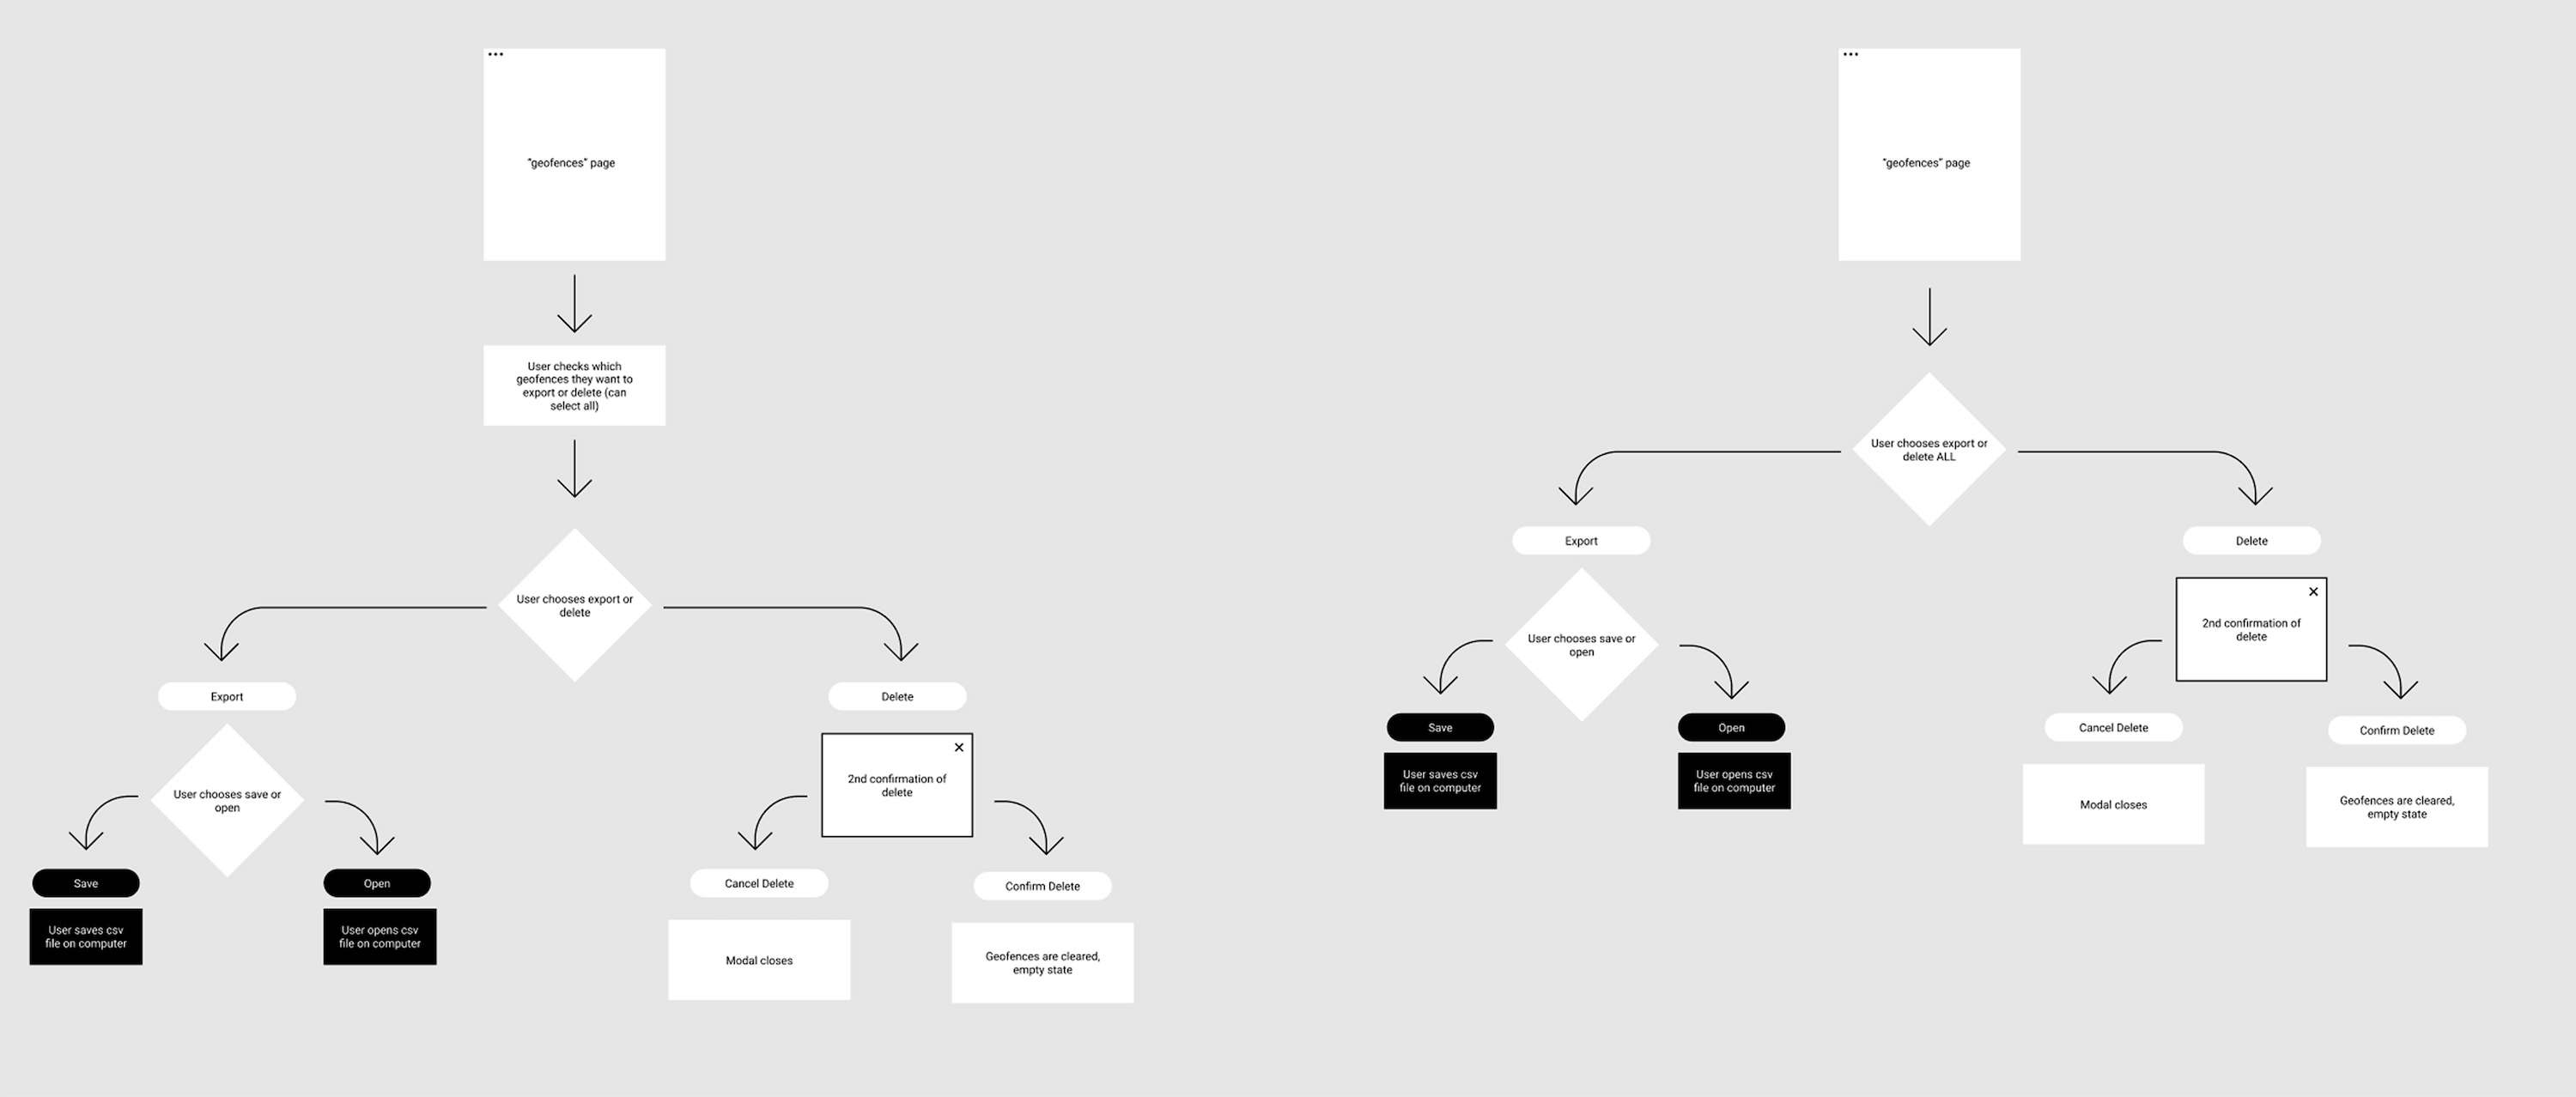 “geofences” page
User checks which
geofences they want to
export or delete (can
select all)
User chooses export or
delete
Export
User chooses save or
open
Save
User saves csv
file on computer
Open
User opens csv
file on computer
Delete
2nd confirmation of
delete
Cancel Delete
Modal closes
Confirm Delete
Geofences are cleared,
empty state
“geofences” page
User chooses export or
delete ALL
Export
User chooses save or
open
Save
User saves csv
file on computer
Open
User opens csv
file on computer
Delete
2nd confirmation of
delete
Cancel Delete
Modal closes
Confirm Delete
Geofences are cleared,
empty state